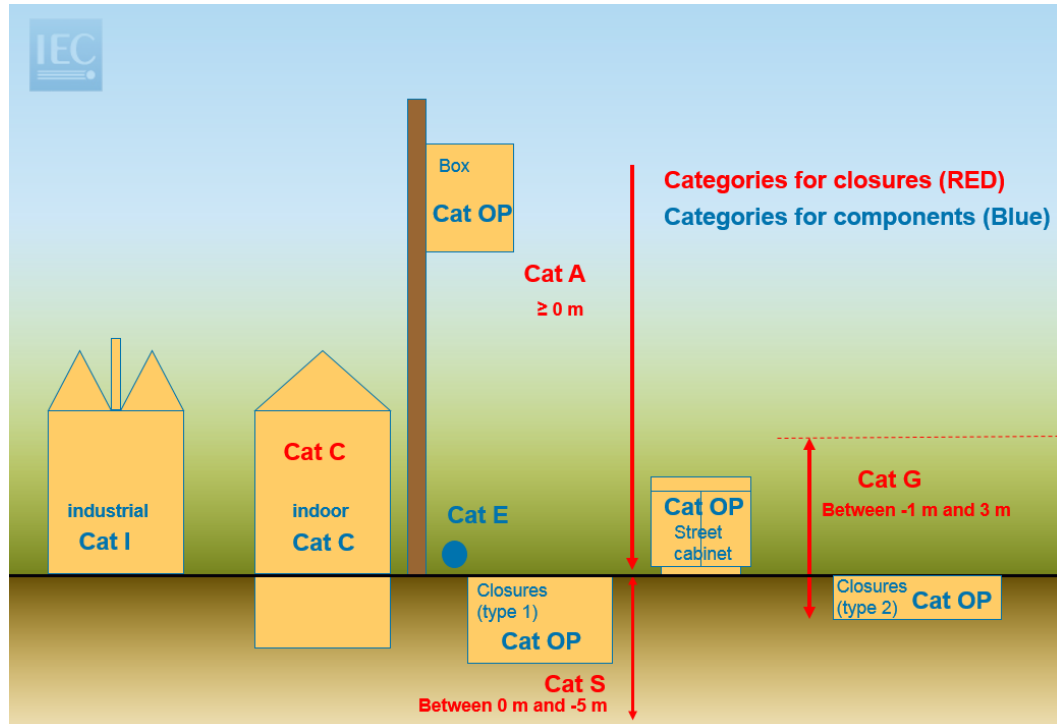 IEC
Box
Cat OP
Categories for closures (RED)
Categories for components (Blue)
Cat A
≥ 0 m
Cat C
industrial
Cat I
indoor
Cat C
Cat E
Cat OP
Street
cabinet
Cat G
Between -1 m and 3 m
Closures
(type 1)
Cat OP
Closures
(type 2)
Cat OP
Cat S
Between 0 m and -5 m